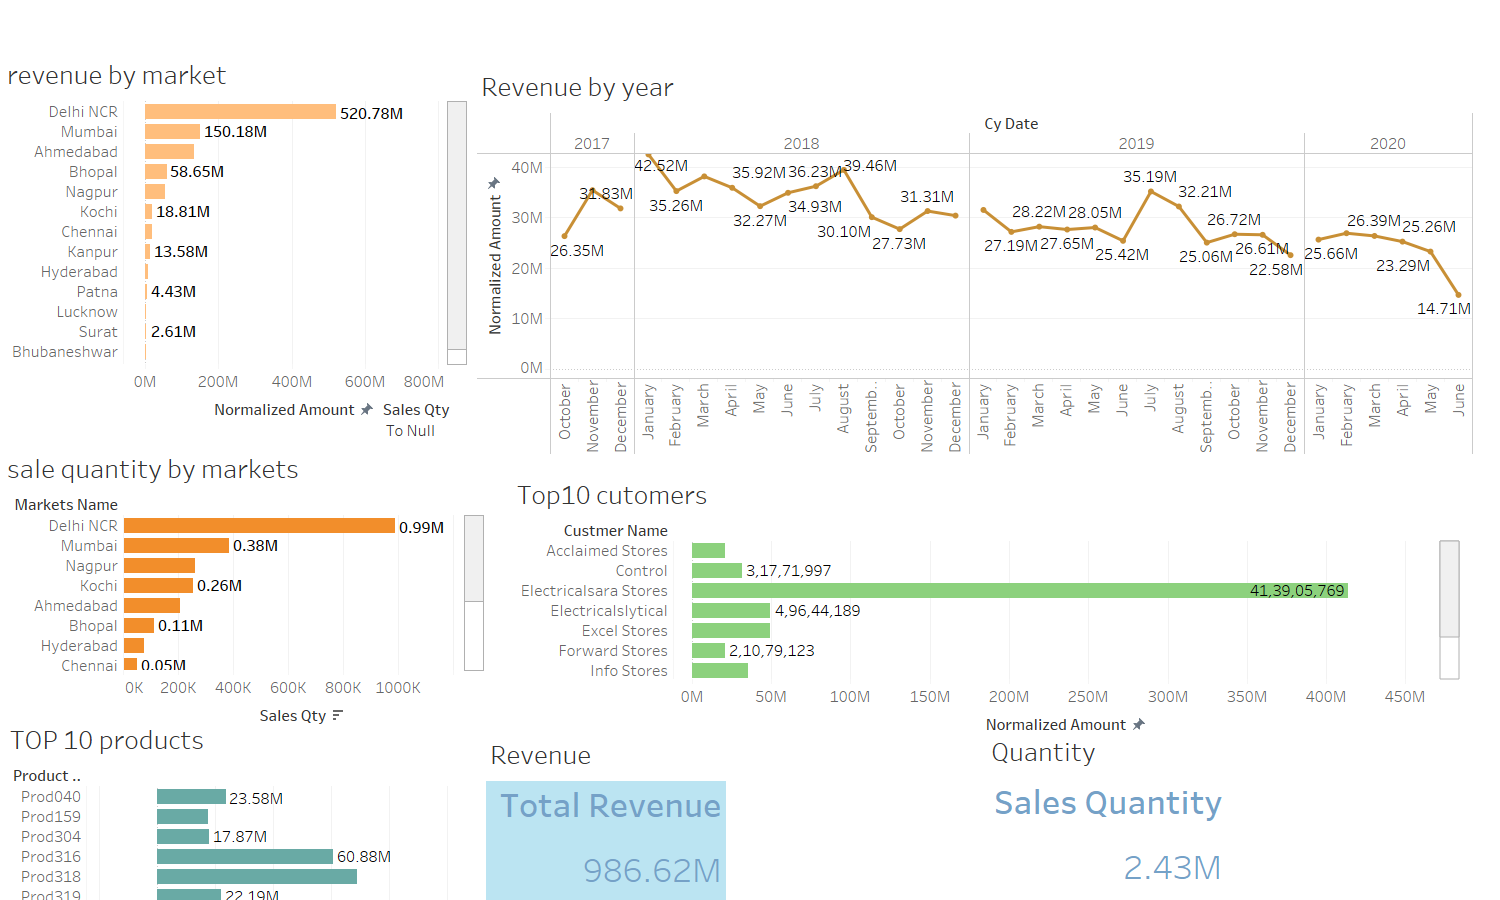 revenue by market
Delhi NCR 520.78M
Mumbai 150.18M
Ahmedabad
Bhopal 58.65M
Nagpur
Kochi 18.81M
Chennai
Kanpur 13.58M
Hyderabad
Patna 4.43M
Lucknow
Surat 2.61M
Bhubaneshwar
0M 200M 400M 600M 800M
Normalized Amount Sales Qty
To Null
Revenue by year
Cy Date
2017 2018 2019 2020
Normalized Amount
40M
30M
20M
10M
0M
26.35M 31.83M
42.52M 35.26M 35.92M 32.27M 34.93M 36.23M 39.46M 30.10M 27.73M 31.31M
27.19M 28.22M 27.65M 28.05M 25.42M 35.19M 32.21M 25.06M 26.72M 26.61M 22.58M
25.66M 26.39M 25.26M 23.29M 14.71M
October November December January February March April May June July August Septemb.. October November December January February March April May June July August Septemb.. October November December January February March April May June
sale quantity by markets
Markets Name
Delhi NCR 0.99M
Mumbai 0.38M
Nagpur
Kochi 0.26M
Ahmedabad
Bhopal 0.11M
Hyderabad
Chennai 0.05M
0K 200K 400K 600K 800K 1000K
Sales Qty
Top10 cutomers
Custmer Name
Acclaimed Stores
Control 3,17,71,997
Electricalsara Stores 41,39,05,769
Electricalslytical 4,96,44,189
Excel Stores
Forward Stores 2,10,79,123
Info Stores
0M 50M 100M 150M 200M 250M 300M 350M 400M 450M
Normalized Amount
TOP 10 products
Product ..
Prod040 23.58M
Prod159
Prod304 17.87M
Prod316 60.88M
Prod318
Prod319 22.19M
Revenue
Total Revenue
986.62M
Quantity
Sales Quantity
2.43M